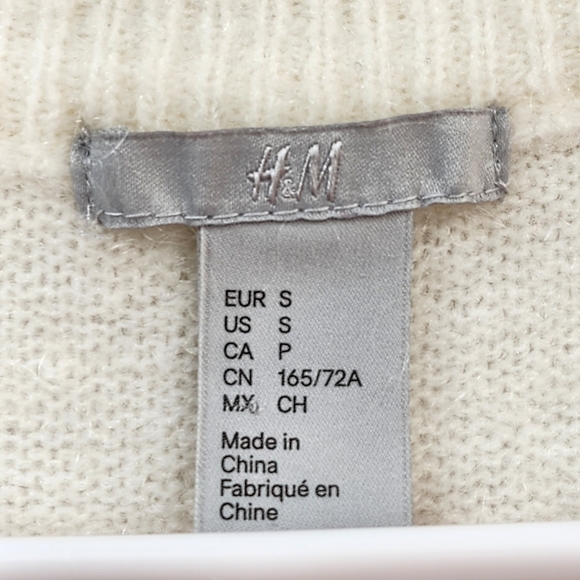 H&M
EUR S
US S
CA P
CN 165/72A
MX CH
Made in
China
Fabriqué en
Chine